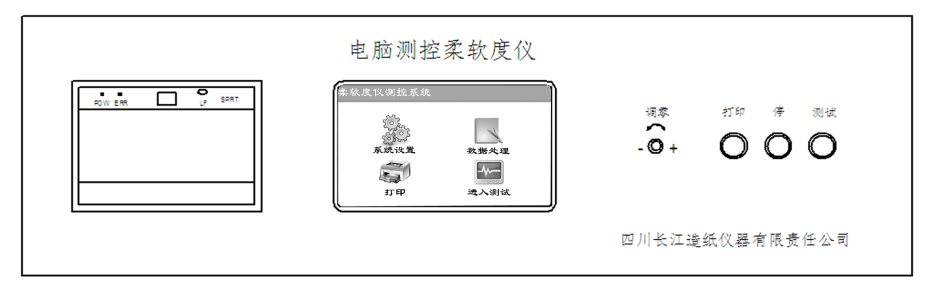 电脑测控柔软度仪
POW ERR LF SPRT
柔软度仪测控系统
系统设置 数据处理
打印 进入测试
调零 打印 停 测试
- +
四川长江造纸仪器有限责任公司